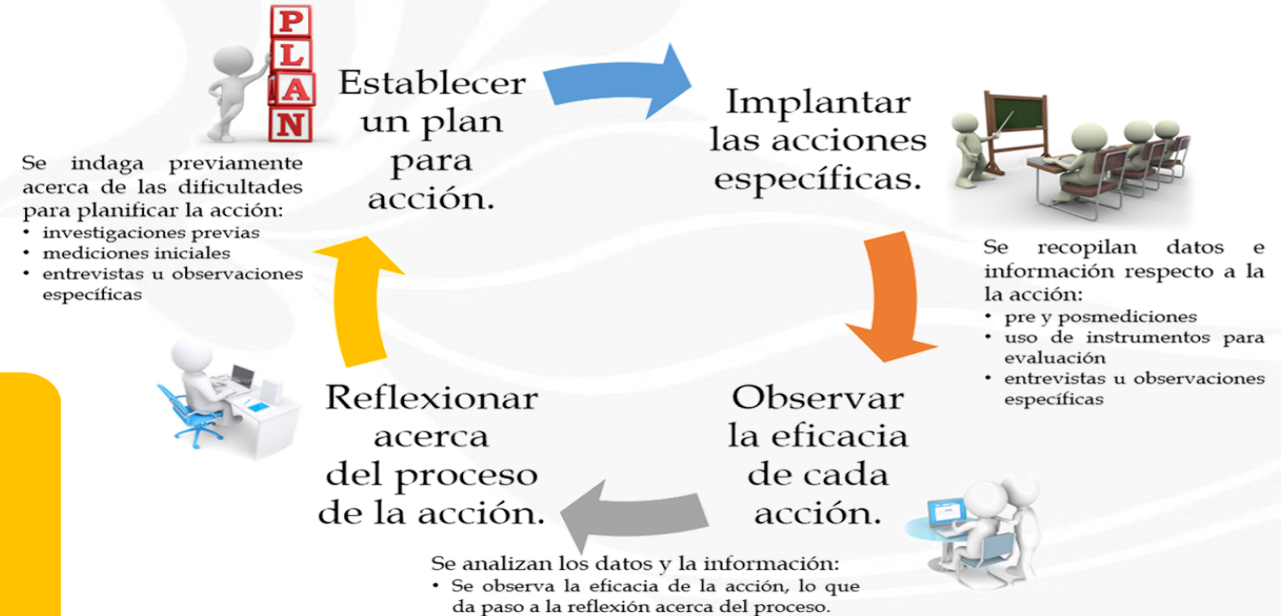 PLAN
Establecer
un plan
para
acción.
Se indaga previamente
acerca de las dificultades
para planificar la acción:
• investigaciones previas
• mediciones iniciales
• entrevistas u observaciones
específicas
Implantar
las acciones
específicas.
Se recopilan datos e
información respecto a la
la acción:
• pre y posmediciones
• uso de instrumentos para
evaluación
• entrevistas u observaciones
específicas
Observar
la eficacia
de cada
acción.
Se analizan los datos y la información:
• Se observa la eficacia de la acción, lo que
da paso a la reflexión acerca del proceso.
Reflexionar
acerca
del proceso
de la acción.